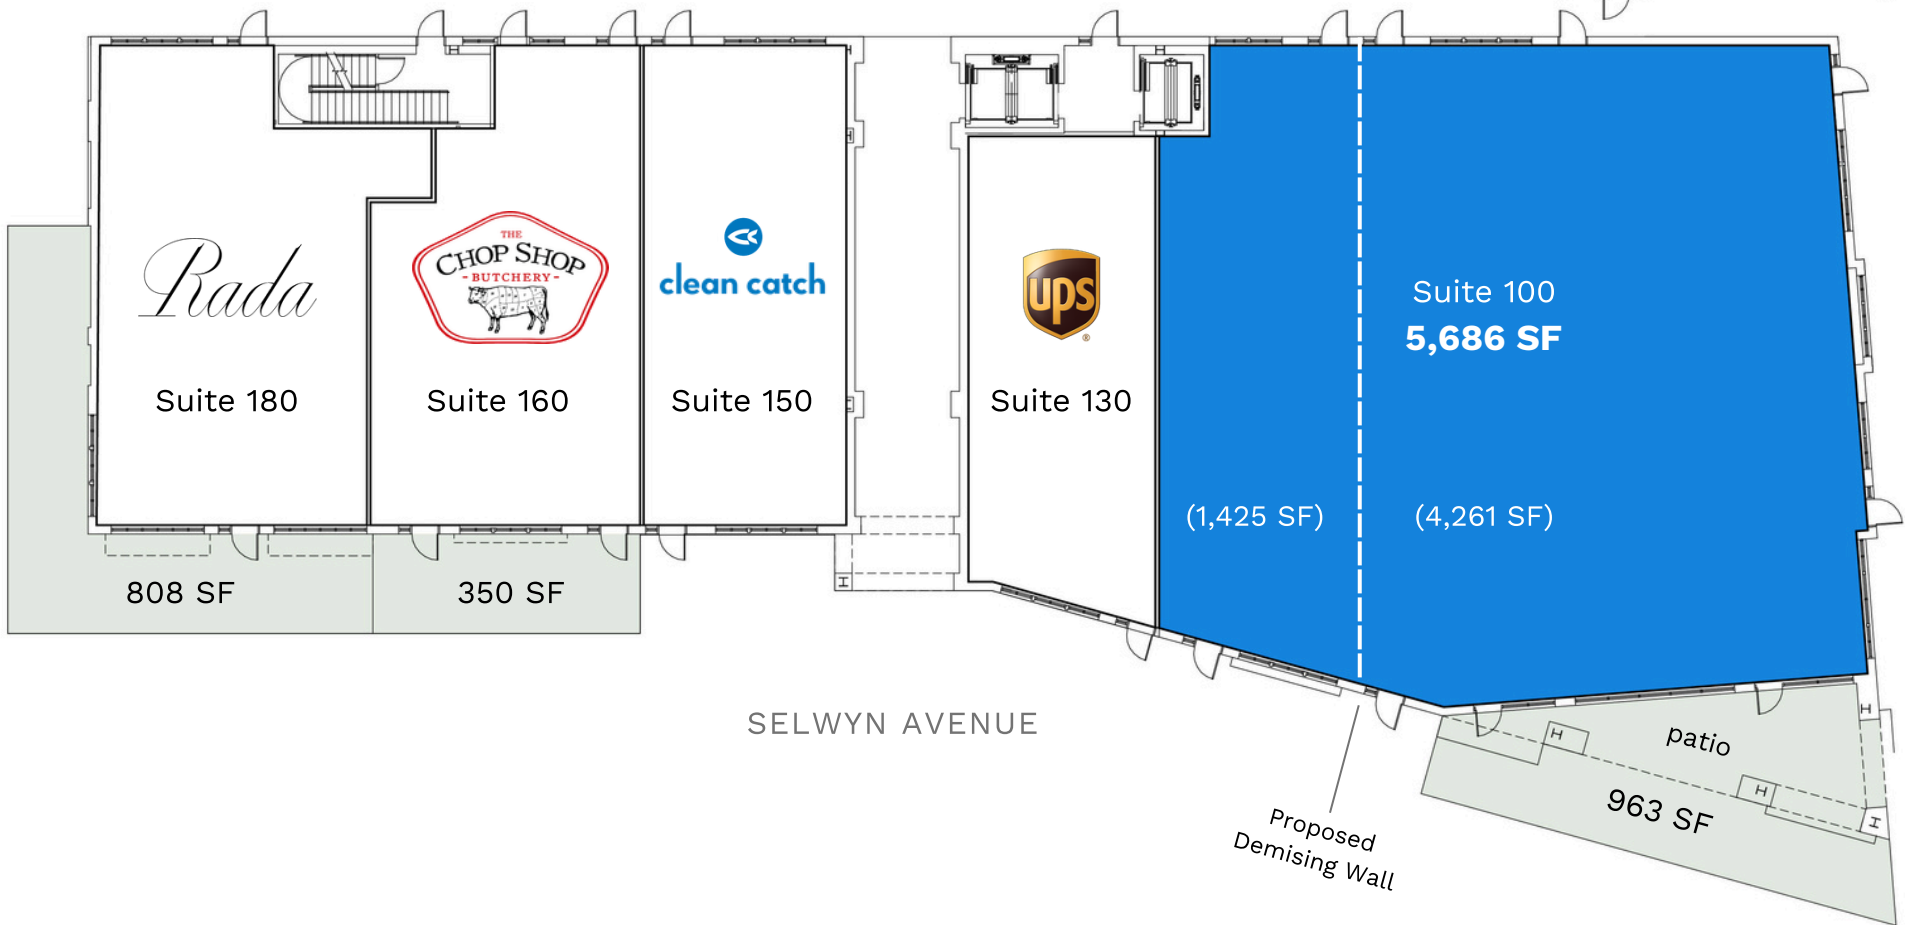 Rada
Suite 180
808 SF
THE
CHOP SHOP
-BUTCHERY-
Suite 160
350 SF
clean catch
Suite 150
ups
®
Suite 130
Suite 100
5,686 SF
(1,425 SF)
(4,261 SF)
SELWYN AVENUE
Proposed
Demising Wall
patio
963 SF
H
H
H
H
H
H
H
H
H
H